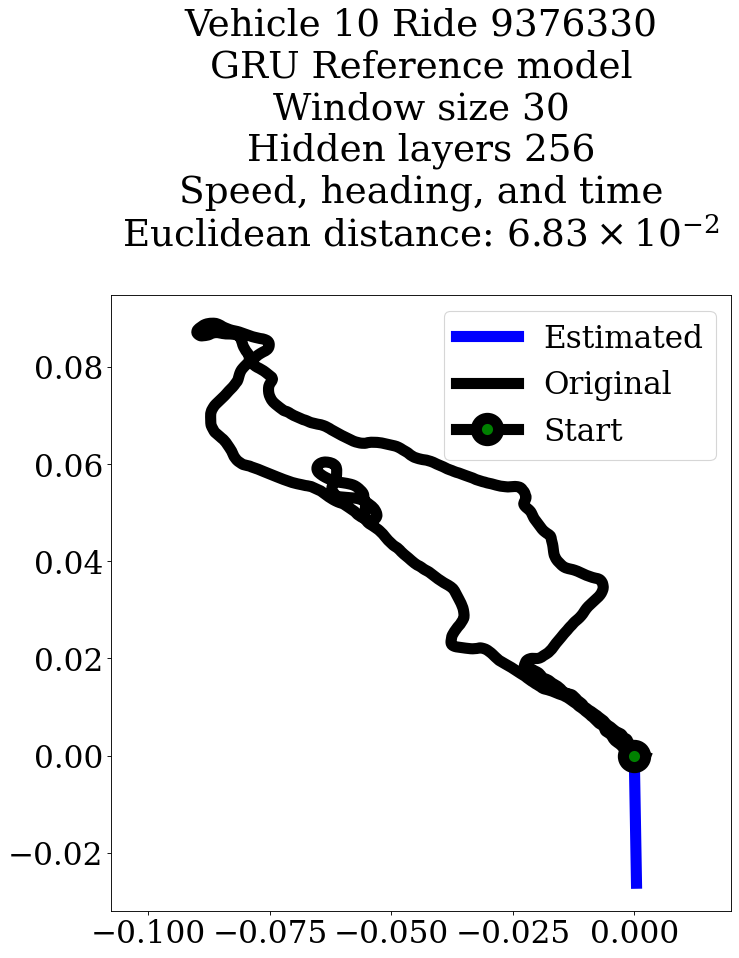 Vehicle 10 Ride 9376330
GRU Reference model
Window size 30
Hidden layers 256
Speed, heading, and time
Euclidean distance: 6.83 × 10⁻²
Estimated
Original
Start
0.08
0.06
0.04
0.02
0.00
−0.02
−0.100 −0.075 −0.050 −0.025 0.000